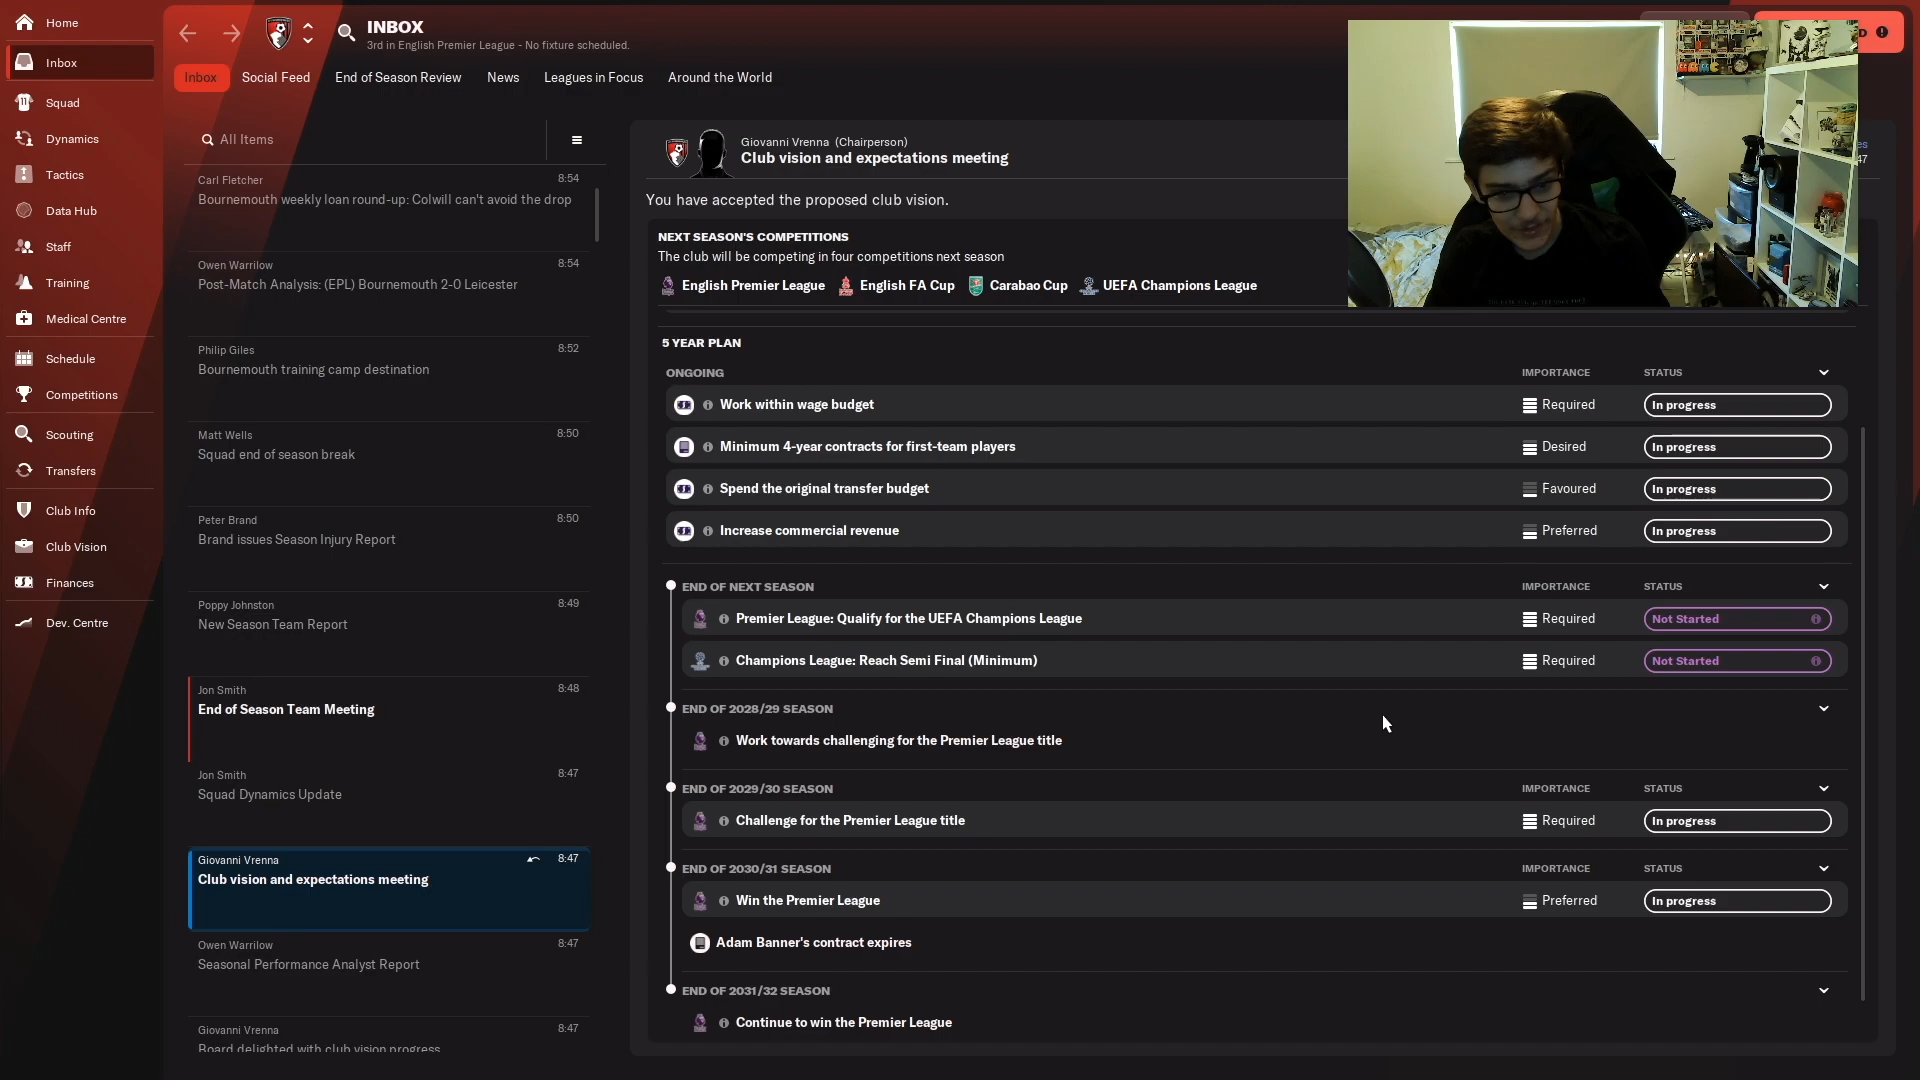 Home
Inbox
Squad
Dynamics
Tactics
Data Hub
Staff
Training
Medical Centre
Schedule
Competitions
Scouting
Transfers
Club Info
Club Vision
Finances
Dev. Centre
INBOX
3rd in English Premier League - No fixture scheduled.
Inbox
Social Feed
End of Season Review
News
Leagues in Focus
Around the World
All Items
Carl Fletcher 8:54
Bournemouth weekly loan round-up: Colwill can't avoid the drop
Owen Warrilow 8:54
Post-Match Analysis: (EPL) Bournemouth 2-0 Leicester
Philip Giles 8:52
Bournemouth training camp destination
Matt Wells 8:50
Squad end of season break
Peter Brand 8:50
Brand issues Season Injury Report
Poppy Johnston 8:49
New Season Team Report
Jon Smith 8:48
End of Season Team Meeting
Jon Smith 8:47
Squad Dynamics Update
Giovanni Vrenna 8:47
Club vision and expectations meeting
Owen Warrilow 8:47
Seasonal Performance Analyst Report
Giovanni Vrenna 8:47
Board delighted with club vision progress
Giovanni Vrenna (Chairperson)
Club vision and expectations meeting
You have accepted the proposed club vision.
NEXT SEASON'S COMPETITIONS
The club will be competing in four competitions next season
English Premier League English FA Cup Carabao Cup UEFA Champions League
5 YEAR PLAN
ONGOING IMPORTANCE STATUS
Work within wage budget Required In progress
Minimum 4-year contracts for first-team players Desired In progress
Spend the original transfer budget Favoured In progress
Increase commercial revenue Preferred In progress
END OF NEXT SEASON IMPORTANCE STATUS
Premier League: Qualify for the UEFA Champions League Required Not Started
Champions League: Reach Semi Final (Minimum) Required Not Started
END OF 2028/29 SEASON
Work towards challenging for the Premier League title
END OF 2029/30 SEASON IMPORTANCE STATUS
Challenge for the Premier League title Required In progress
END OF 2030/31 SEASON IMPORTANCE STATUS
Win the Premier League Preferred In progress
Adam Banner's contract expires
END OF 2031/32 SEASON
Continue to win the Premier League